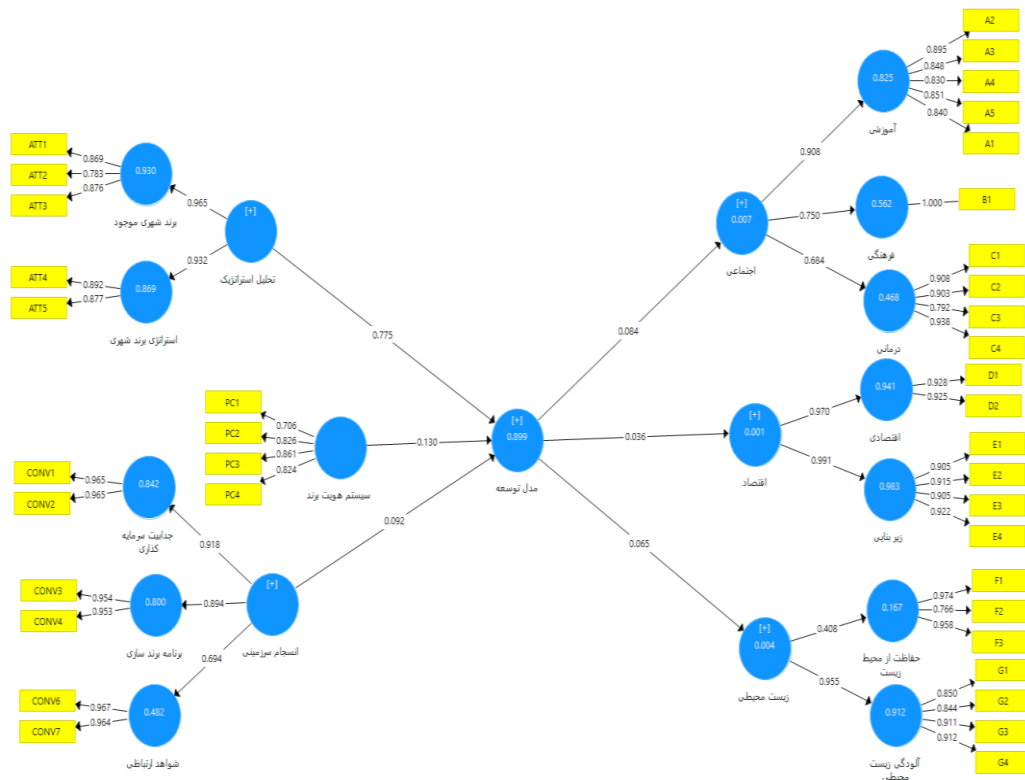 A2
A3
A4
A5
A1
0.895
0.848
0.830
0.851
0.840
0.825
آموزشی
0.908
ATT1
ATT2
ATT3
0.869
0.783
0.876
0.930
برند شهری موجود
0.965
[+]
تحلیل استراتژیک
0.932
ATT4
ATT5
0.892
0.877
0.869
استراتژی برند شهری
0.775
[+]
0.007
اجتماعی
0.750
0.562
فرهنگی
1.000
B1
0.684
0.468
درمانی
0.908
0.903
0.792
0.938
C1
C2
C3
C4
0.084
PC1
PC2
PC3
PC4
0.706
0.826
0.861
0.824
سیستم هویت برند
0.130
[+]
0.899
مدل توسعه
0.036
[+]
0.001
اقتصاد
0.970
0.941
اقتصادی
0.928
0.925
D1
D2
0.991
0.983
زیر بنایی
0.905
0.915
0.905
0.922
E1
E2
E3
E4
CONV1
CONV2
0.965
0.965
0.842
جدابیت سرمایه
گذاری
0.918
0.092
CONV3
CONV4
0.954
0.953
0.800
برنامه برند سازی
0.894
[+]
انسجام سرزمینی
0.694
CONV6
CONV7
0.967
0.964
0.482
شواهد ارتباطی
0.065
[+]
0.004
زیست محیطی
0.408
0.167
حفاظت از محیط
زیست
0.974
0.766
0.958
F1
F2
F3
0.955
0.912
آلودگی زیست
محیطی
0.850
0.844
0.911
0.912
G1
G2
G3
G4